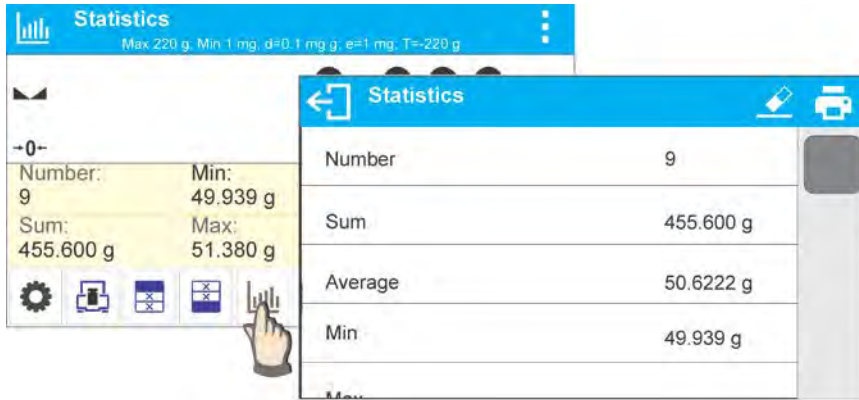 Statistics
Max 220 g; Min 1 mg; d=0.1 mg g; e=1 mg; T=-220 g
→0←
Number:
9
Min:
49.939 g
Sum:
455.600 g
Max:
51.380 g
Statistics
Number 9
Sum 455.600 g
Average 50.6222 g
Min 49.939 g
Max